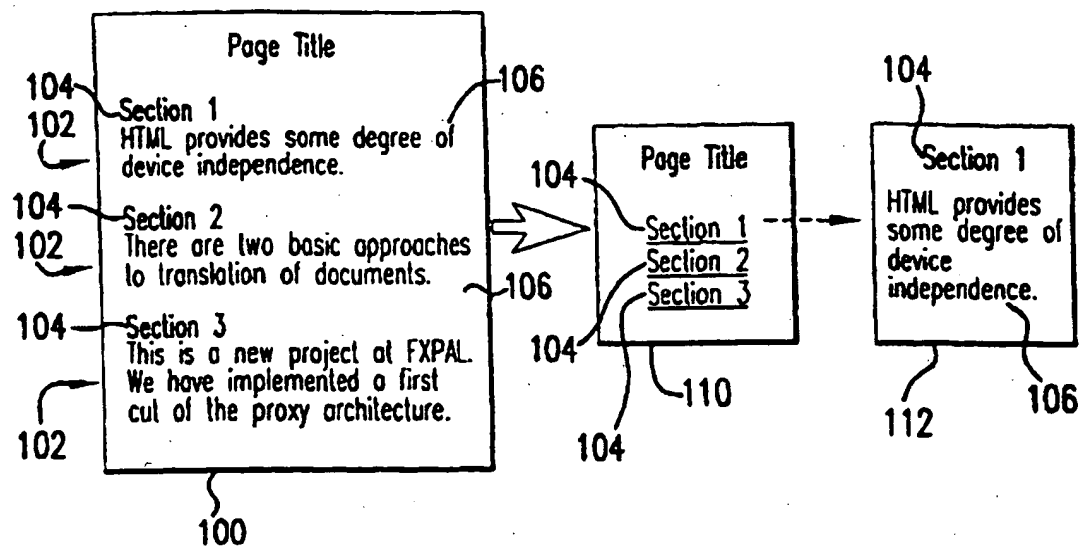 Page Title
104
106
Section 1
102
HTML provides some degree of
device independence.
104
Section 2
102
There are two basic approaches
to translation of documents.
106
104
Section 3
This is a new project at FXPAL.
We have implemented a first
cut of the proxy architecture.
102
100
Page Title
104
Section 1
Section 2
Section 3
104
104
110
104
Section 1
HTML provides
some degree of
device
independence.
106
112